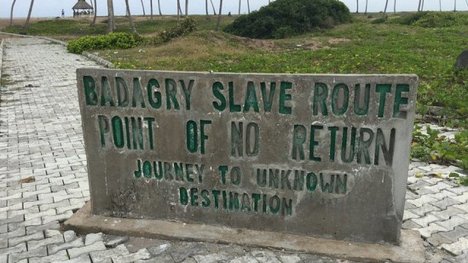 BADAGRY SLAVE ROUTE
POINT OF NO RETURN
JOURNEY TO UNKNOWN
DESTINATION